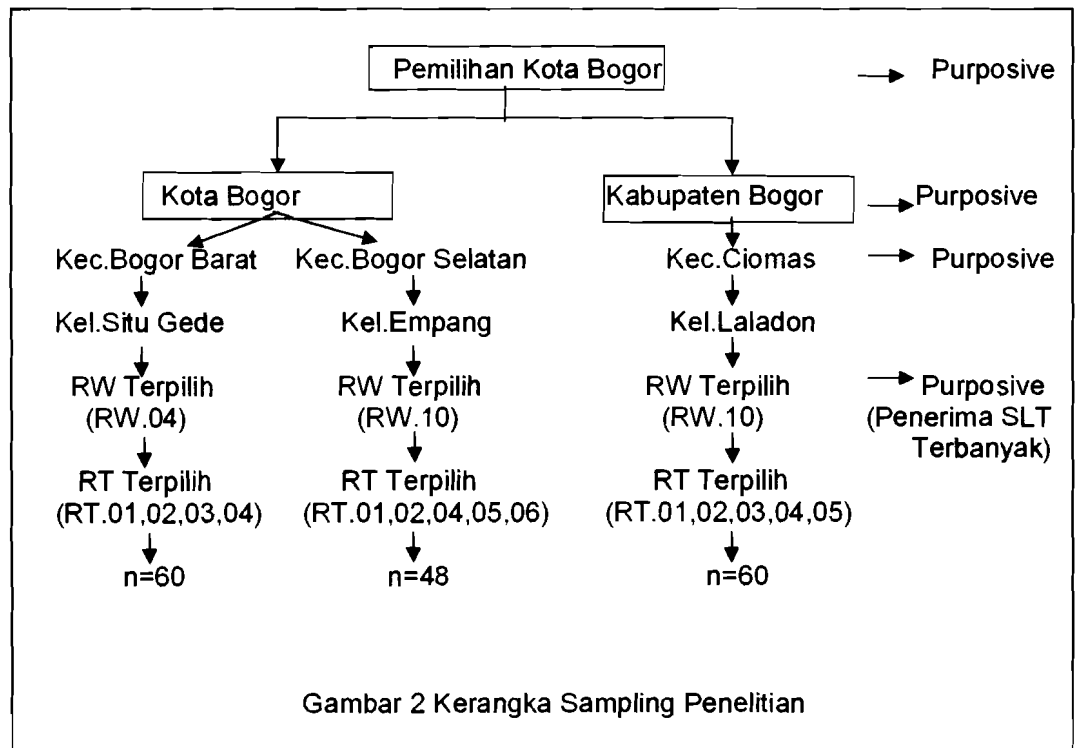 Pemilihan Kota Bogor
Purposive
Kota Bogor
Kabupaten Bogor
Purposive
Kec.Bogor Barat
Kec.Bogor Selatan
Kec.Ciomas
Purposive
Kel.Situ Gede
Kel.Empang
Kel.Laladon
RW Terpilih
(RW.04)
RW Terpilih
(RW.10)
RW Terpilih
(RW.10)
Purposive
(Penerima SLT
Terbanyak)
RT Terpilih
(RT.01,02,03,04)
RT Terpilih
(RT.01,02,04,05,06)
RT Terpilih
(RT.01,02,03,04,05)
n=60
n=48
n=60
Gambar 2 Kerangka Sampling Penelitian